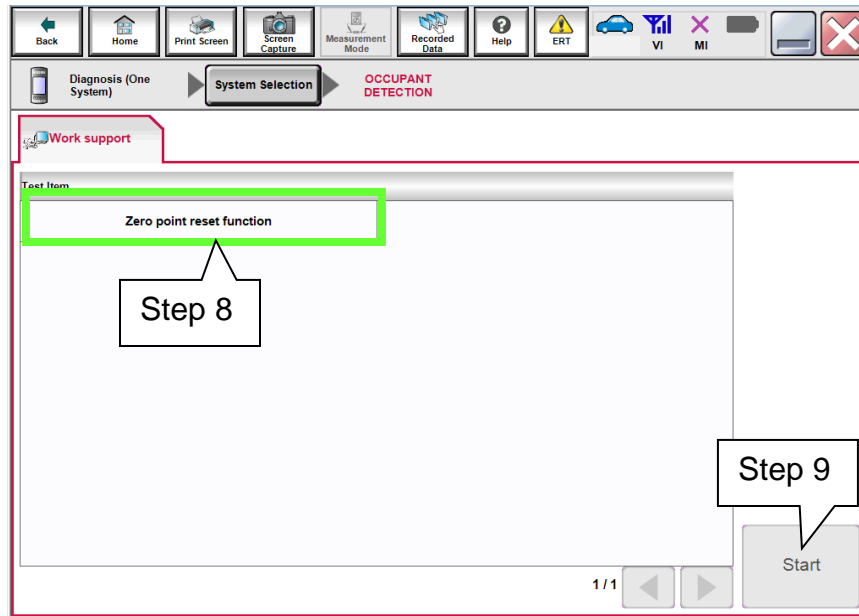 Back
Home
Print Screen
Screen
Capture
Measurement
Mode
Recorded
Data
Help
ERT
VI
MI
Diagnosis (One
System)
System Selection
OCCUPANT
DETECTION
Work support
Test Item
Zero point reset function
Step 8
Step 9
Start
1 / 1